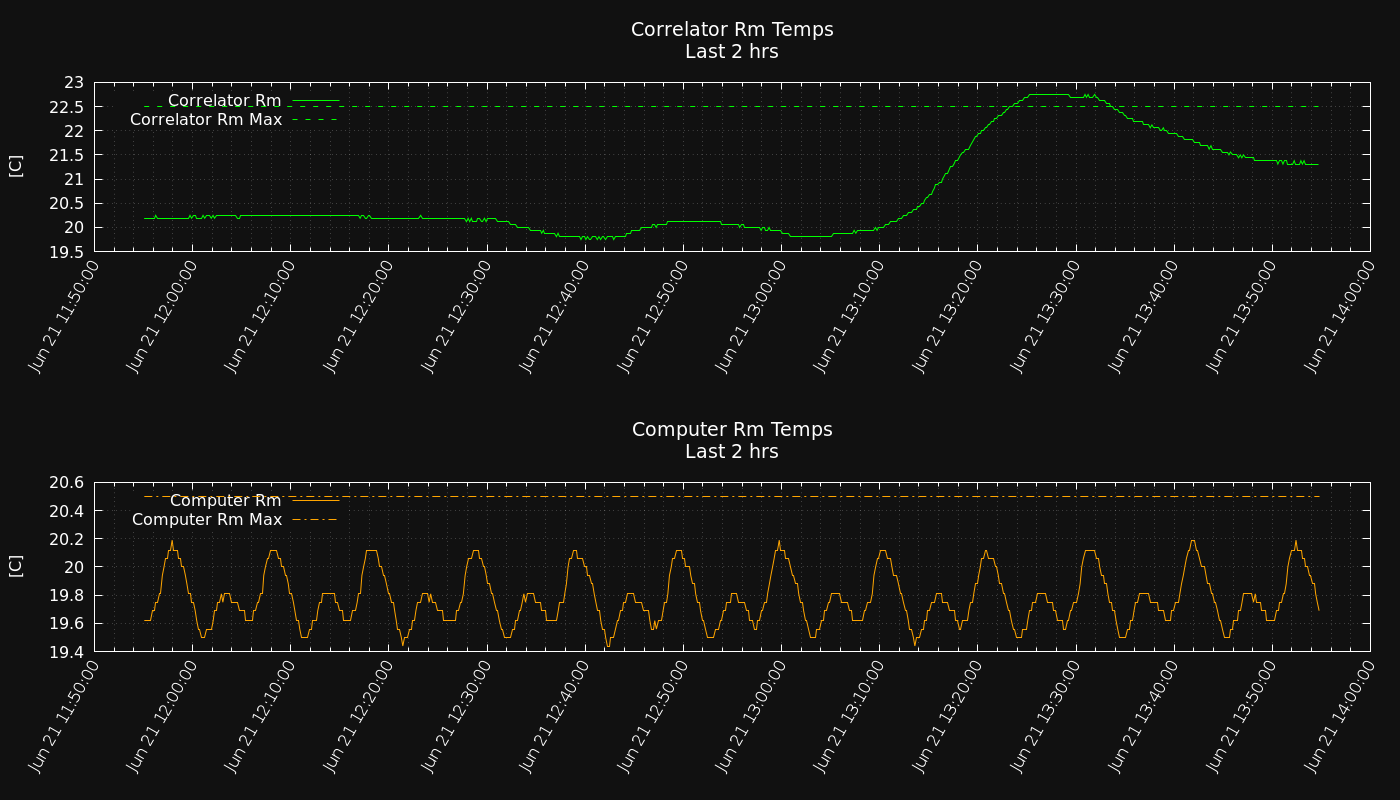 Correlator Rm Temps
Last 2 hrs
23
22.5
22
21.5
21
20.5
20
19.5
[C]
Correlator Rm
Correlator Rm Max
Jun 21 11:50:00
Jun 21 12:00:00
Jun 21 12:10:00
Jun 21 12:20:00
Jun 21 12:30:00
Jun 21 12:40:00
Jun 21 12:50:00
Jun 21 13:00:00
Jun 21 13:10:00
Jun 21 13:20:00
Jun 21 13:30:00
Jun 21 13:40:00
Jun 21 13:50:00
Jun 21 14:00:00
Computer Rm Temps
Last 2 hrs
20.6
20.4
20.2
20
19.8
19.6
19.4
[C]
Computer Rm
Computer Rm Max
Jun 21 11:50:00
Jun 21 12:00:00
Jun 21 12:10:00
Jun 21 12:20:00
Jun 21 12:30:00
Jun 21 12:40:00
Jun 21 12:50:00
Jun 21 13:00:00
Jun 21 13:10:00
Jun 21 13:20:00
Jun 21 13:30:00
Jun 21 13:40:00
Jun 21 13:50:00
Jun 21 14:00:00